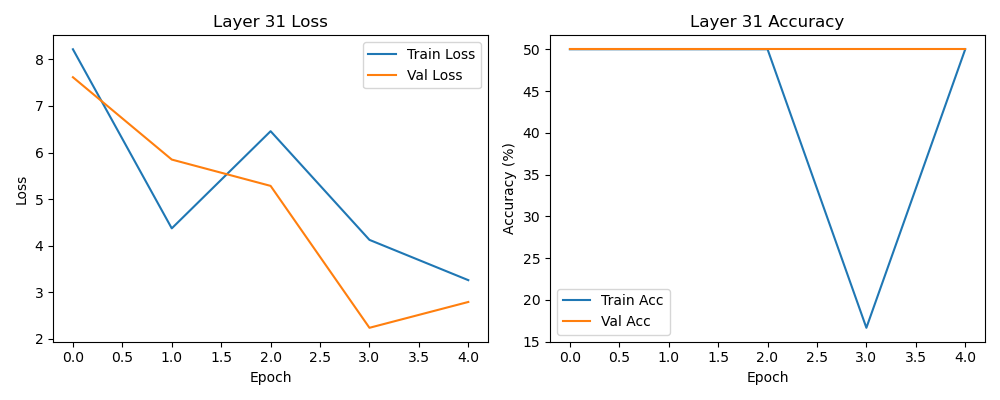 Layer 31 Loss
Train Loss
Val Loss
8
7
6
5
4
3
2
Loss
0.0 0.5 1.0 1.5 2.0 2.5 3.0 3.5 4.0
Epoch
Layer 31 Accuracy
50
45
40
35
30
25
20
15
Accuracy (%)
Train Acc
Val Acc
0.0 0.5 1.0 1.5 2.0 2.5 3.0 3.5 4.0
Epoch